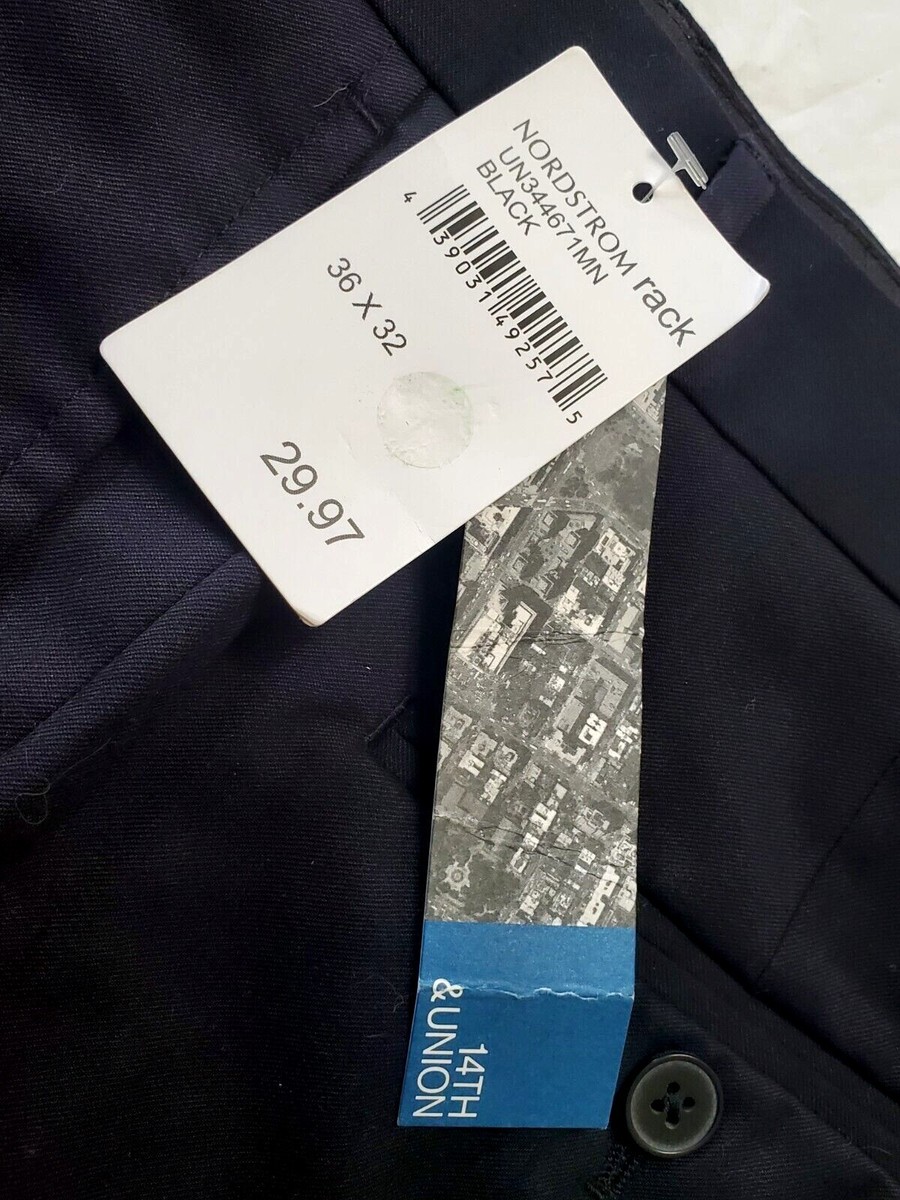 NORDSTROM rack
UN344671MN
BLACK
4 39031 49257 5
36 X 32
29.97
14TH
& UNION